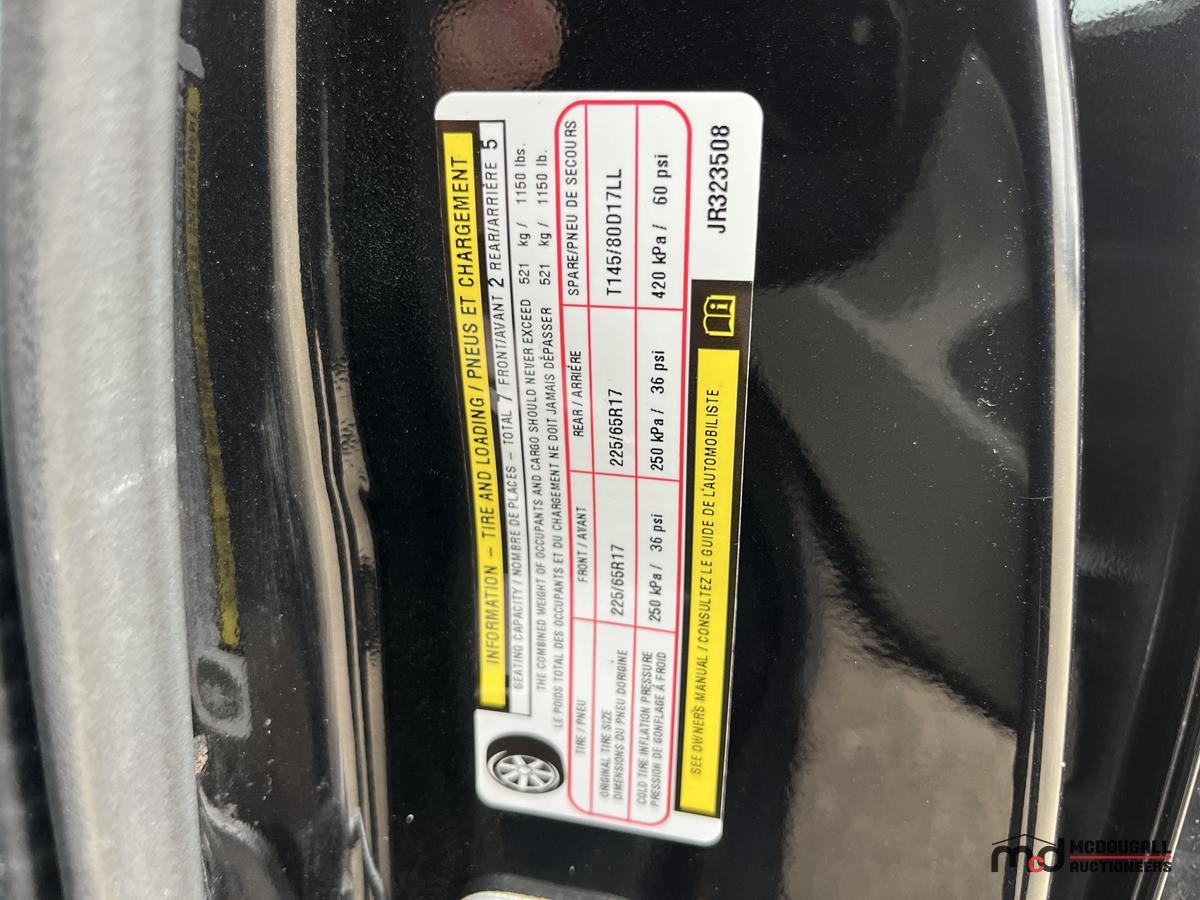 INFORMATION – TIRE AND LOADING / PNEUS ET CHARGEMENT
SEATING CAPACITY / NOMBRE DE PLACES – TOTAL 7 FRONT/AVANT 2 REAR/ARRIÈRE 5
THE COMBINED WEIGHT OF OCCUPANTS AND CARGO SHOULD NEVER EXCEED 521 kg / 1150 lbs.
LE POIDS TOTAL DES OCCUPANTS ET DU CHARGEMENT NE DOIT JAMAIS DÉPASSER 521 kg / 1150 lb.
TIRE / PNEU FRONT / AVANT REAR / ARRIÈRE SPARE/PNEU DE SECOURS
ORIGINAL TIRE SIZE
DIMENSIONS DU PNEU DORIGINE 225/65R17 225/65R17 T145/80D17LL
COLD TIRE INFLATION PRESSURE
PRESSION DE GONFLAGE À FROID 250 kPa / 36 psi 250 kPa / 36 psi 420 kPa / 60 psi
SEE OWNER'S MANUAL / CONSULTEZ LE GUIDE DE L'AUTOMOBILISTE
JR323508
mcd MCDOUGALL
AUCTIONEERS